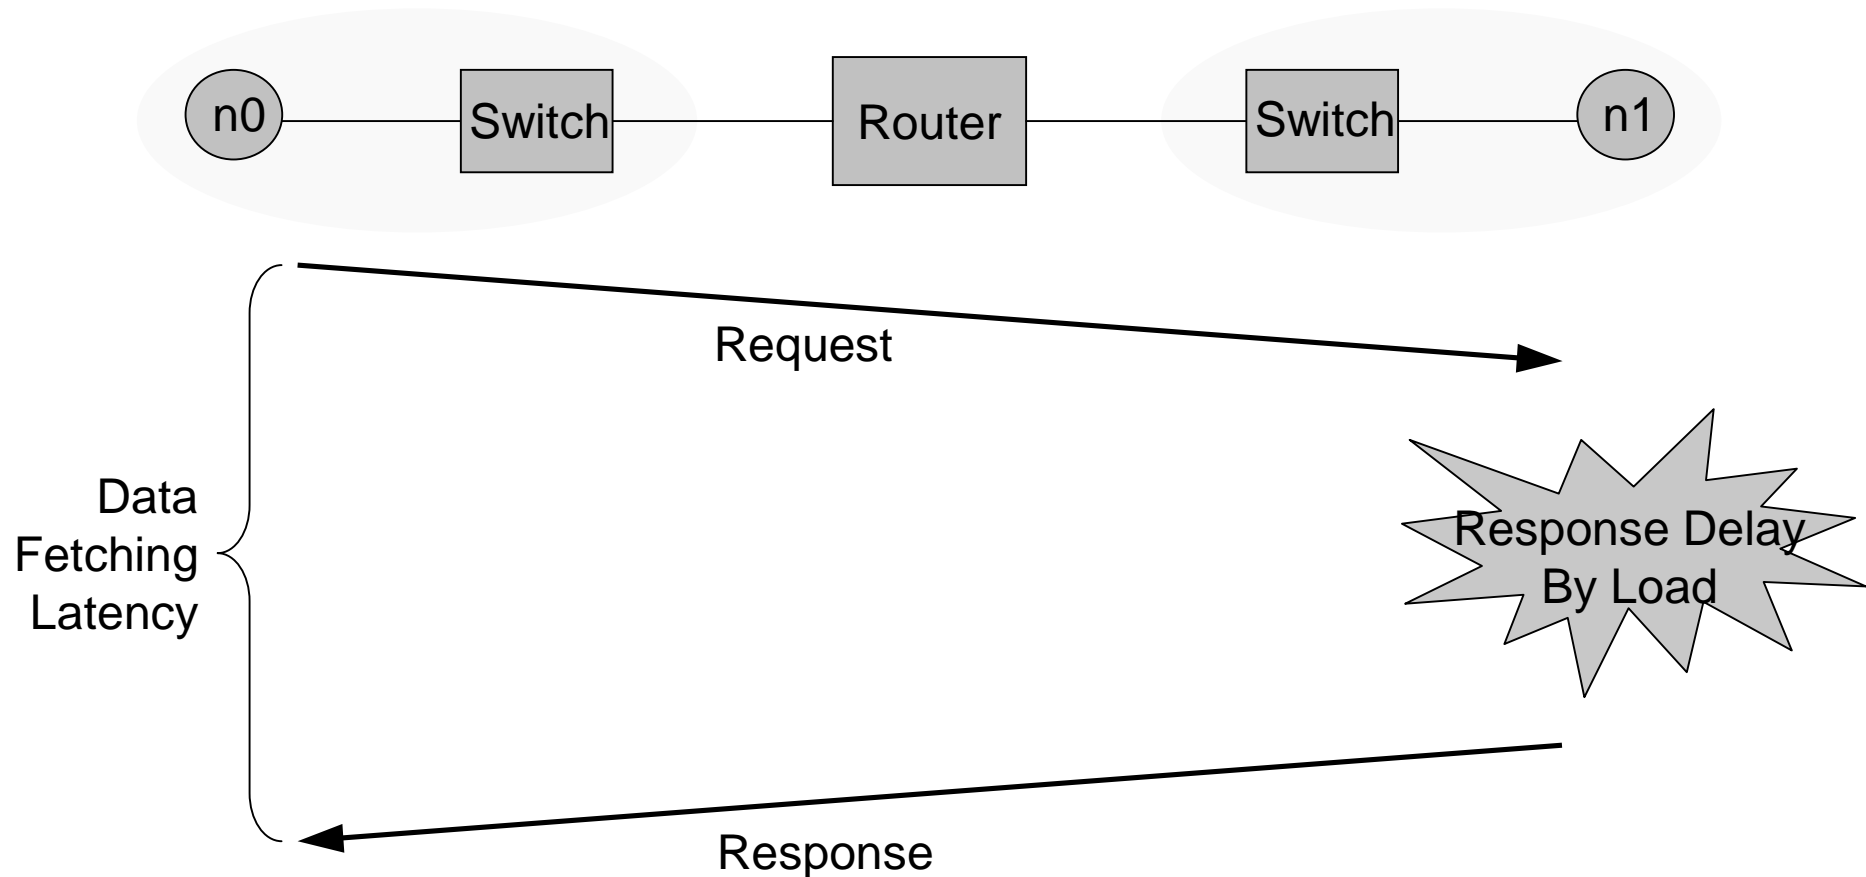 n0
Switch
Router
Switch
n1
Request
Data
Fetching
Latency
Response Delay
By Load
Response